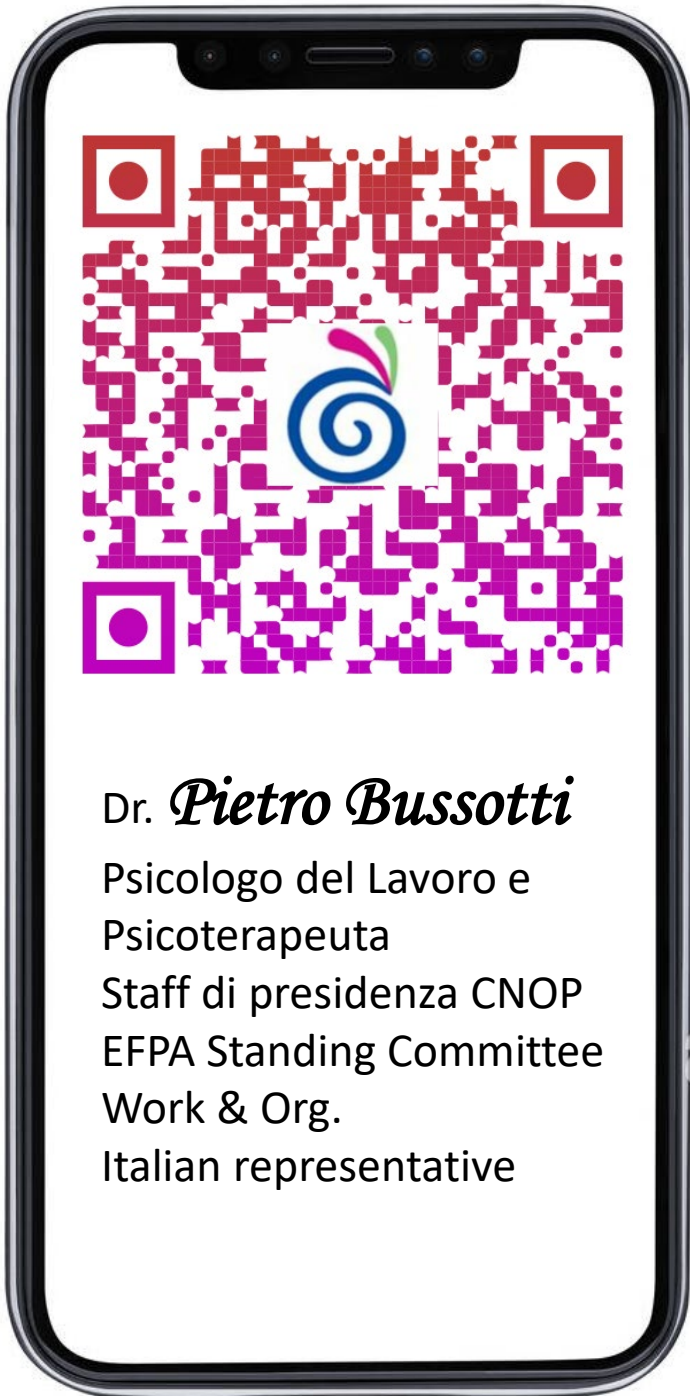 Dr. Pietro Bussotti
Psicologo del Lavoro e
Psicoterapeuta
Staff di presidenza CNOP
EFPA Standing Committee
Work & Org.
Italian representative